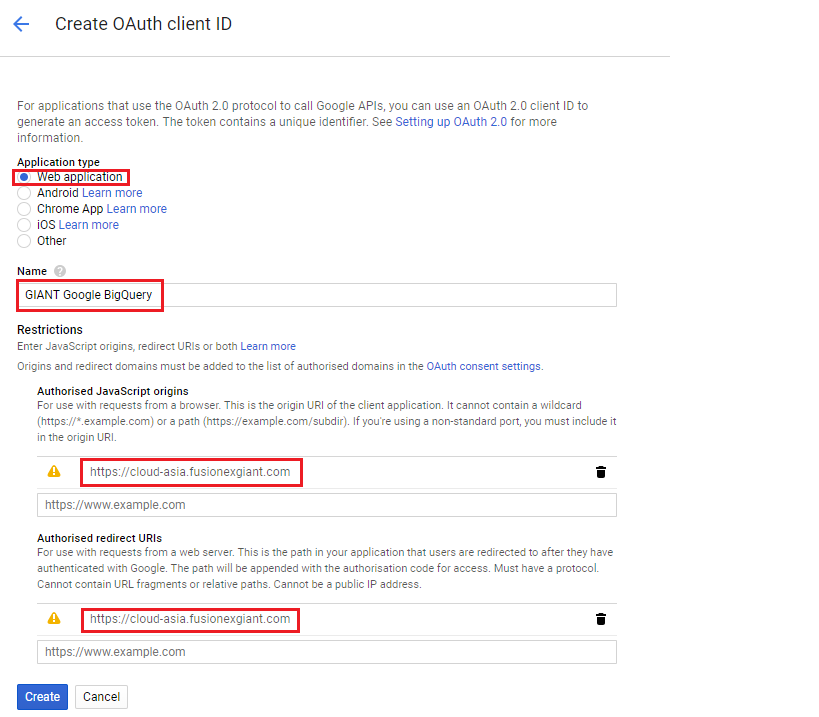 Create OAuth client ID
For applications that use the OAuth 2.0 protocol to call Google APIs, you can use an OAuth 2.0 client ID to
generate an access token. The token contains a unique identifier. See Setting up OAuth 2.0 for more
information.
Application type
Web application
Android Learn more
Chrome App Learn more
iOS Learn more
Other
Name ?
GIANT Google BigQuery
Restrictions
Enter JavaScript origins, redirect URIs or both Learn more
Origins and redirect domains must be added to the list of authorised domains in the OAuth consent settings.
Authorised JavaScript origins
For use with requests from a browser. This is the origin URI of the client application. It cannot contain a wildcard
(https://*.example.com) or a path (https://example.com/subdir). If you're using a non-standard port, you must include it
in the origin URI.
https://cloud-asia.fusionexgiant.com
https://www.example.com
Authorised redirect URIs
For use with requests from a web server. This is the path in your application that users are redirected to after they have
authenticated with Google. The path will be appended with the authorisation code for access. Must have a protocol.
Cannot contain URL fragments or relative paths. Cannot be a public IP address.
https://cloud-asia.fusionexgiant.com
https://www.example.com
Create Cancel